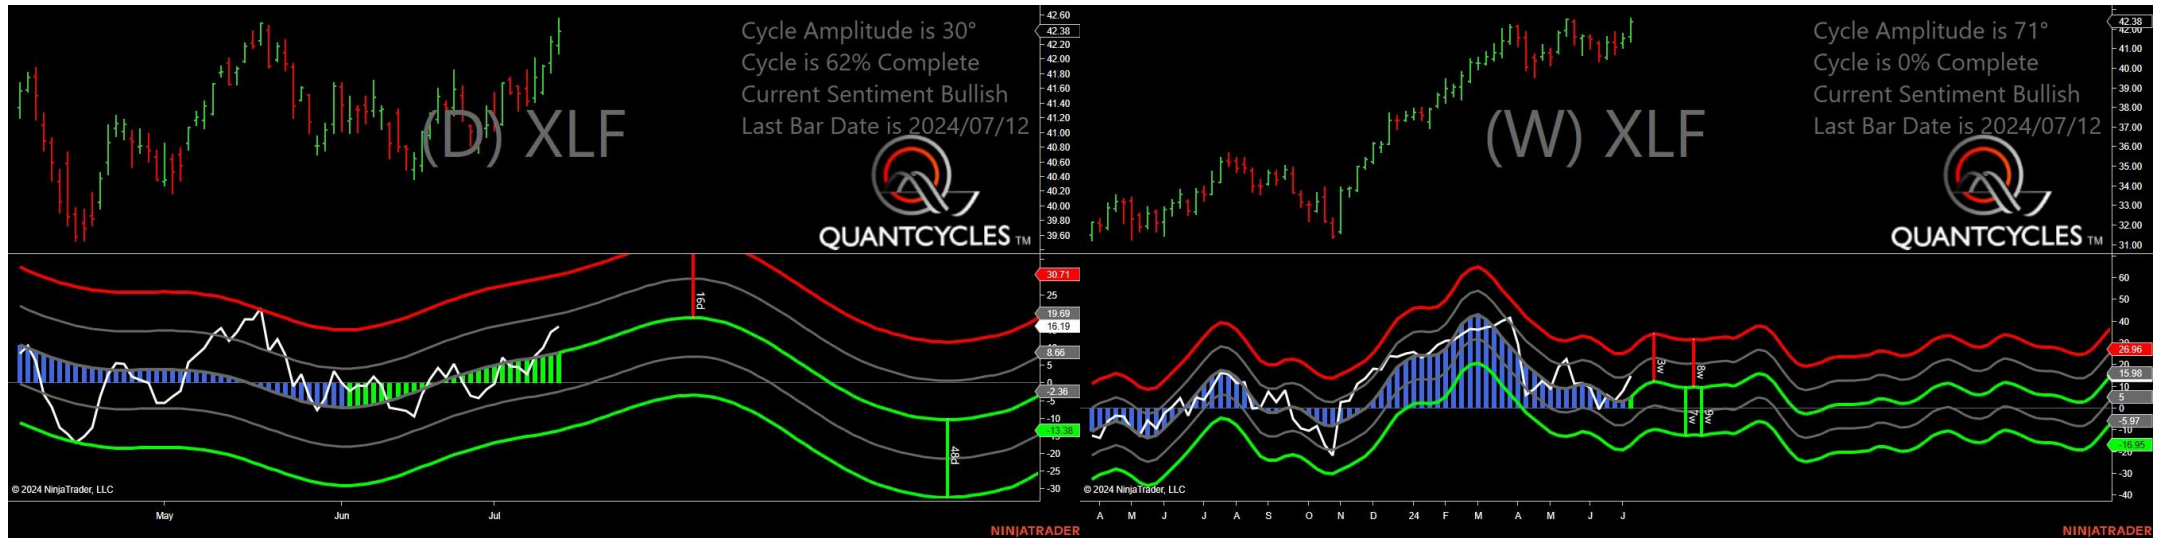 Cycle Amplitude is 30°
Cycle is 62% Complete
Current Sentiment Bullish
Last Bar Date is 2024/07/12
(D) XLF
QUANTCYCLES TM
42.60
42.38
42.20
42.00
41.80
41.60
41.40
41.20
41.00
40.80
40.60
40.40
40.20
40.00
39.80
39.60
30.71
25
19.69
16.19
8.66
5
0
-2.36
-5
-10
-13.38
-20
-25
-30
16d
48d
© 2024 NinjaTrader, LLC
May Jun Jul
NINJATRADER
Cycle Amplitude is 71°
Cycle is 0% Complete
Current Sentiment Bullish
Last Bar Date is 2024/07/12
(W) XLF
QUANTCYCLES TM
42.38
42.00
41.00
40.00
39.00
38.00
37.00
36.00
35.00
34.00
33.00
32.00
31.00
60
50
40
26.96
15.98
10
5
0
-5.97
-10
-16.95
-20
-30
-40
3w
8w
7w
9w
© 2024 NinjaTrader, LLC
A M J J A S O N D 24 F M A M J J
NINJATRADER